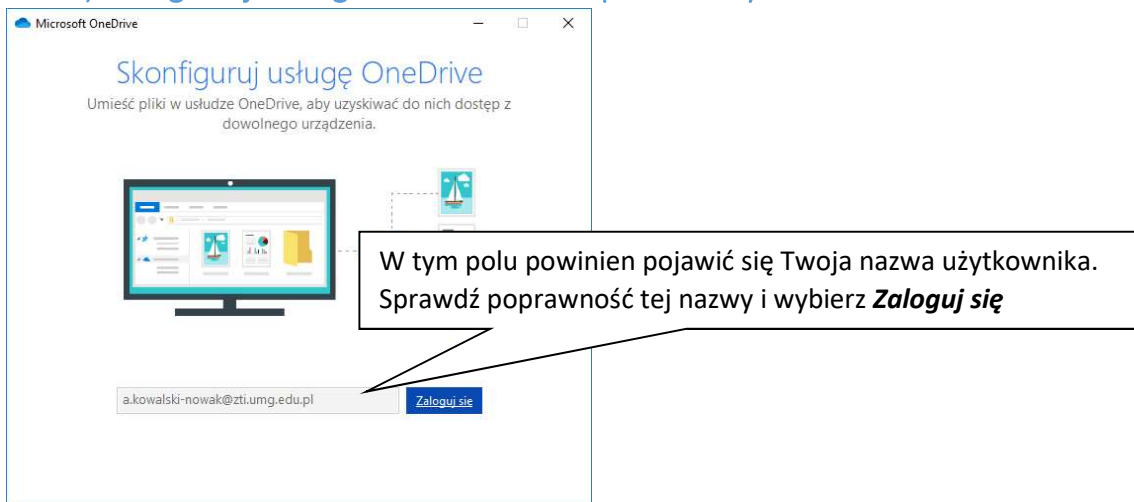 Microsoft OneDrive
Skonfiguruj usługę OneDrive
Umieść pliki w usłudze OneDrive, aby uzyskiwać do nich dostęp z
dowolnego urządzenia.
W tym polu powinien pojawić się Twoja nazwa użytkownika.
Sprawdź poprawność tej nazwy i wybierz Zaloguj się
a.kowalski-nowak@zti.umg.edu.pl
Zaloguj się